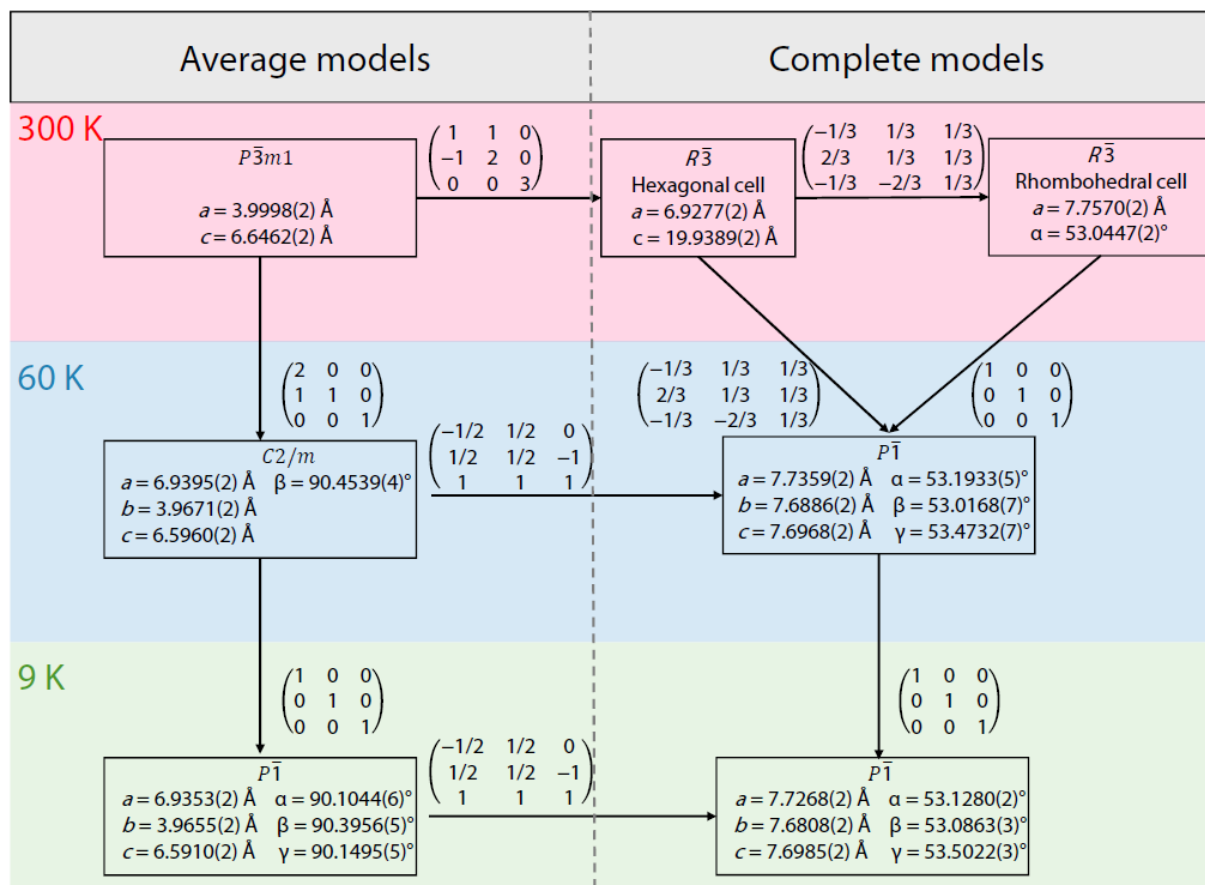 Average models
Complete models
300 K
P3̅m1
a = 3.9998(2) Å
c = 6.6462(2) Å
1 1 0
−1 2 0
0 0 3
R3̅
Hexagonal cell
a = 6.9277(2) Å
c = 19.9389(2) Å
−1/3 1/3 1/3
2/3 1/3 1/3
−1/3 −2/3 1/3
R3̅
Rhombohedral cell
a = 7.7570(2) Å
α = 53.0447(2)°
60 K
2 0 0
1 1 0
0 0 1
−1/3 1/3 1/3
2/3 1/3 1/3
−1/3 −2/3 1/3
1 0 0
0 1 0
0 0 1
C2/m
a = 6.9395(2) Å β = 90.4539(4)°
b = 3.9671(2) Å
c = 6.5960(2) Å
−1/2 1/2 0
1/2 1/2 −1
1 1 1
P1̅
a = 7.7359(2) Å α = 53.1933(5)°
b = 7.6886(2) Å β = 53.0168(7)°
c = 7.6968(2) Å γ = 53.4732(7)°
9 K
1 0 0
0 1 0
0 0 1
1 0 0
0 1 0
0 0 1
P1̅
a = 6.9353(2) Å α = 90.1044(6)°
b = 3.9655(2) Å β = 90.3956(5)°
c = 6.5910(2) Å γ = 90.1495(5)°
−1/2 1/2 0
1/2 1/2 −1
1 1 1
P1̅
a = 7.7268(2) Å α = 53.1280(2)°
b = 7.6808(2) Å β = 53.0863(3)°
c = 7.6985(2) Å γ = 53.5022(3)°